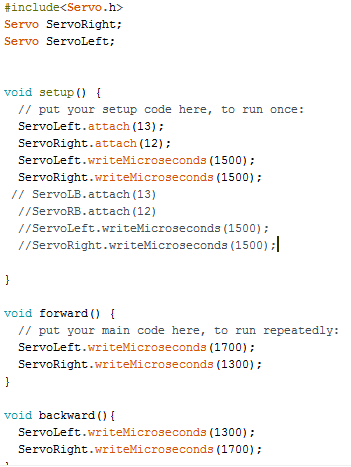 #include<Servo.h>
Servo ServoRight;
Servo ServoLeft;
void setup() {
// put your setup code here, to run once:
ServoLeft.attach(13);
ServoRight.attach(12);
ServoLeft.writeMicroseconds(1500);
ServoRight.writeMicroseconds(1500);
// ServoLB.attach(13)
//ServoRB.attach(12)
//ServoLeft.writeMicroseconds(1500);
//ServoRight.writeMicroseconds(1500);
}
void forward() {
// put your main code here, to run repeatedly:
ServoLeft.writeMicroseconds(1700);
ServoRight.writeMicroseconds(1300);
}
void backward(){
ServoLeft.writeMicroseconds(1300);
ServoRight.writeMicroseconds(1700);
}